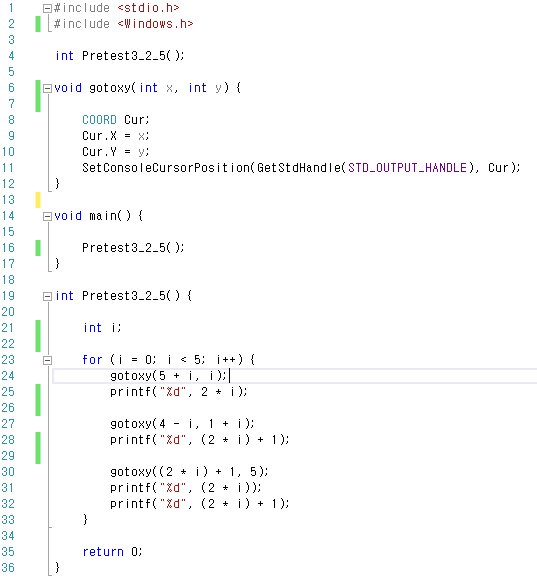 1 #include <stdio.h>
2 #include <Windows.h>
3
4 int Pretest3_2_5();
5
6 void gotoxy(int x, int y) {
7
8 COORD Cur;
9 Cur.X = x;
10 Cur.Y = y;
11 SetConsoleCursorPosition(GetStdHandle(STD_OUTPUT_HANDLE), Cur);
12 }
13
14 void main() {
15
16 Pretest3_2_5();
17 }
18
19 int Pretest3_2_5() {
20
21 int i;
22
23 for (i = 0; i < 5; i++) {
24 gotoxy(5 + i, i);
25 printf("%d", 2 * i);
26
27 gotoxy(4 - i, 1 + i);
28 printf("%d", (2 * i) + 1);
29
30 gotoxy((2 * i) + 1, 5);
31 printf("%d", (2 * i));
32 printf("%d", (2 * i) + 1);
33 }
34
35 return 0;
36 }